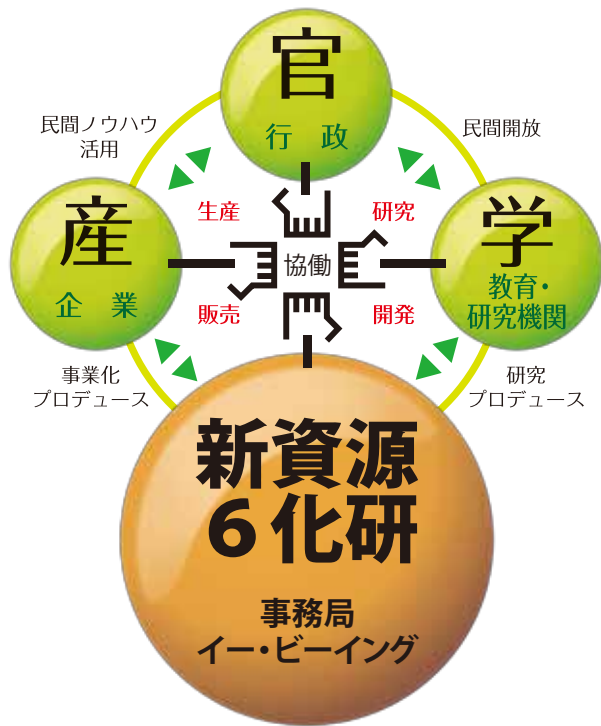 官
行 政
民間ノウハウ
活用
民間開放
産
企 業
生産
研究
協働
販売
開発
学
教育・
研究機関
事業化
プロデュース
研究
プロデュース
新資源
6化研
事務局
イー・ビーイング